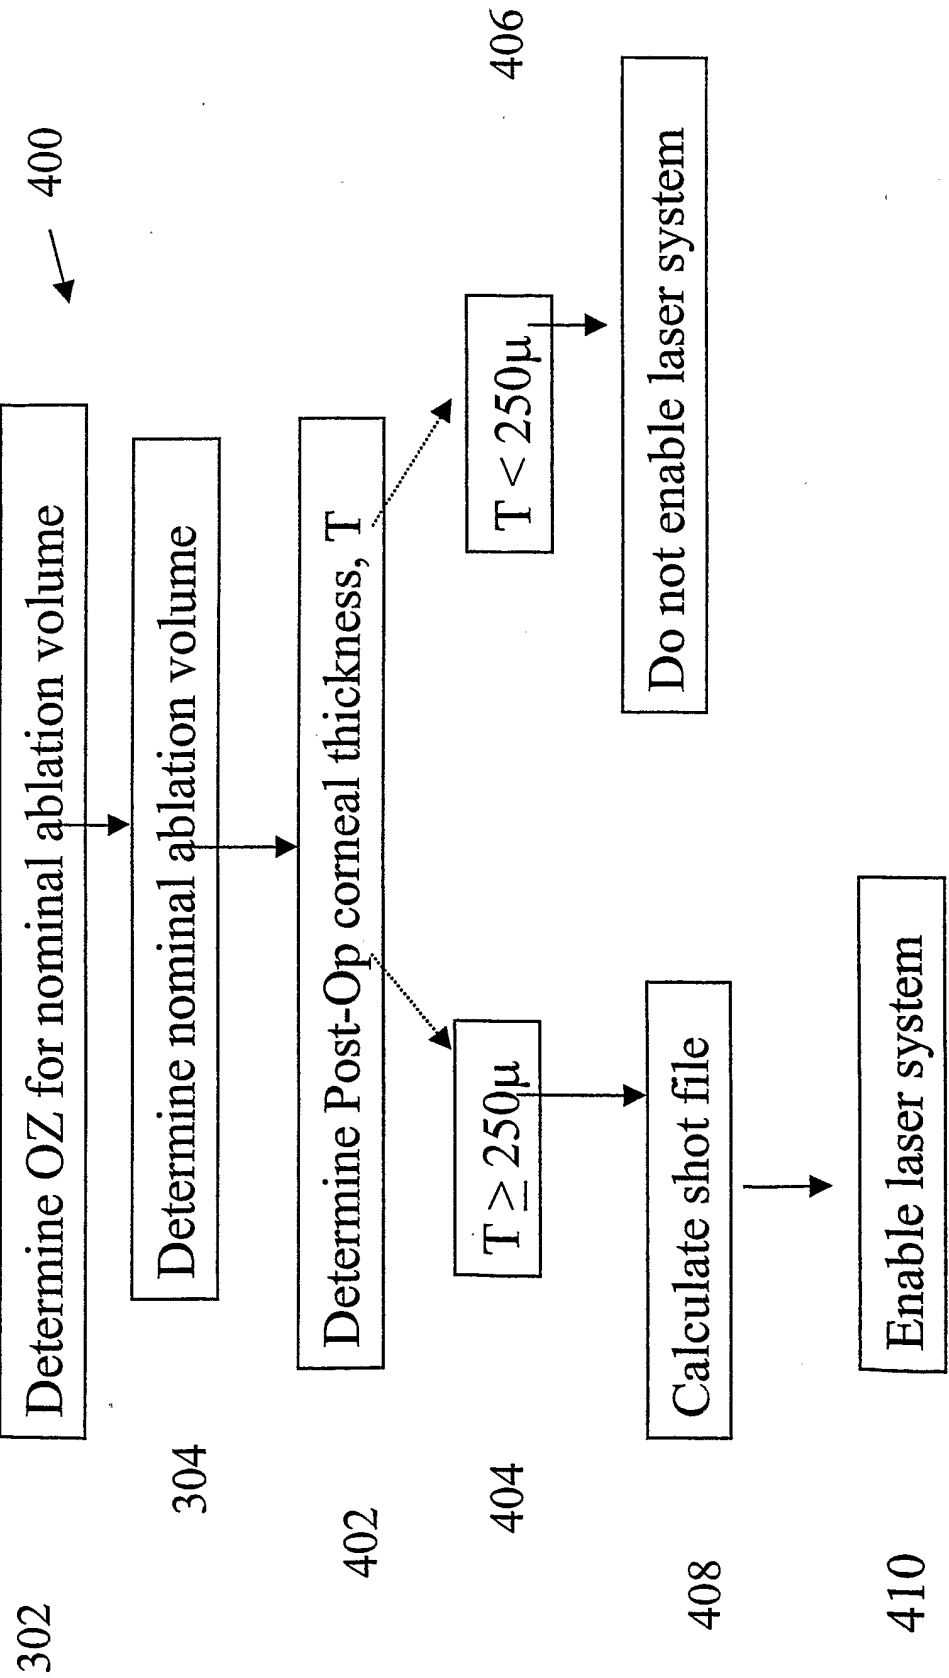 400
302
Determine OZ for nominal ablation volume
304
Determine nominal ablation volume
402
Determine Post-Op corneal thickness, T
404
T ≥ 250μ
T < 250μ
406
408
Calculate shot file
Do not enable laser system
410
Enable laser system